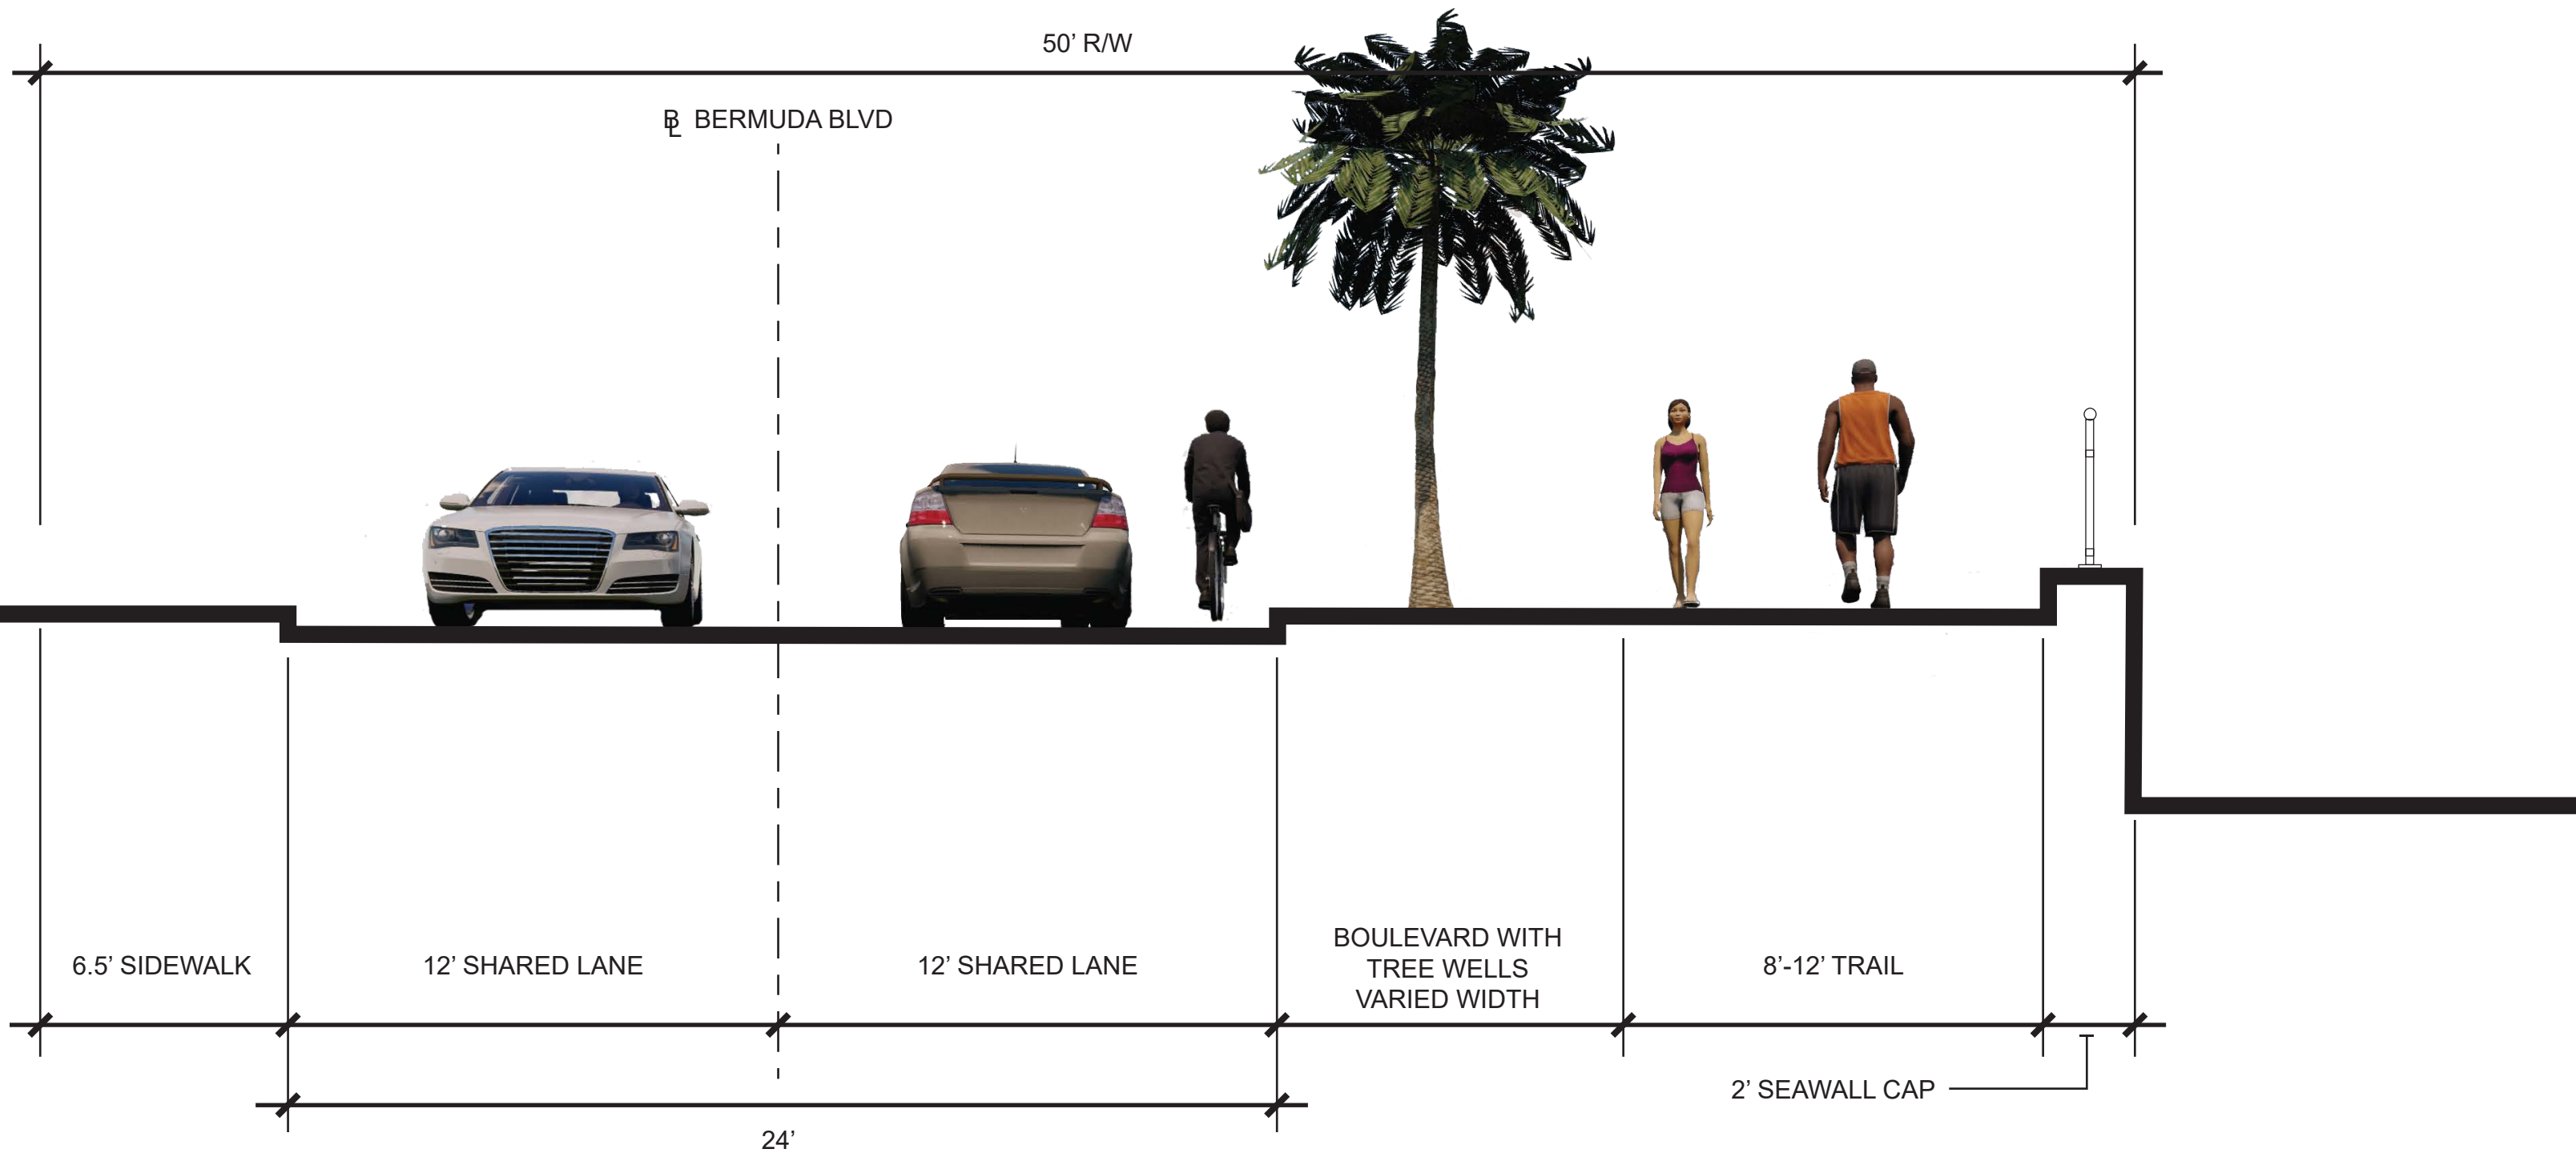 50’ R/W
BL BERMUDA BLVD
6.5’ SIDEWALK
12’ SHARED LANE
12’ SHARED LANE
BOULEVARD WITH
TREE WELLS
VARIED WIDTH
8’-12’ TRAIL
2’ SEAWALL CAP
24’